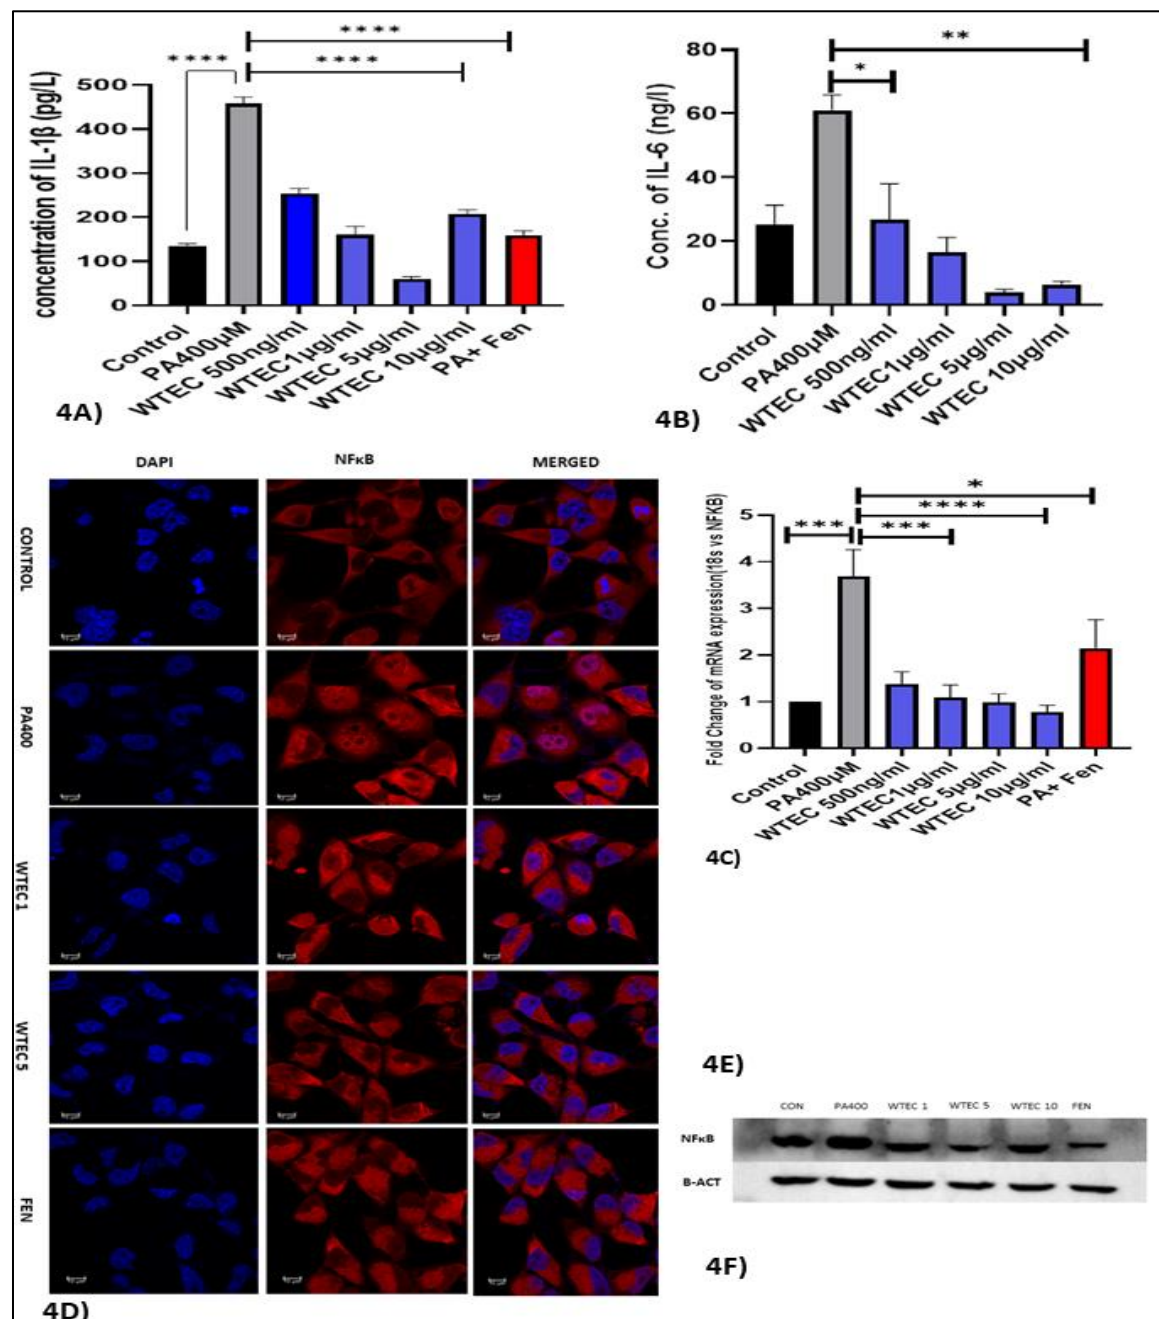 ****
****
****
concentration of IL-1β (pg/L)
500
400
300
200
100
0
Control
PA400μM
WTEC 500ng/ml
WTEC1μg/ml
WTEC 5μg/ml
WTEC 10μg/ml
PA+ Fen
4A)
**
*
Conc. of IL-6 (ng/l)
80
60
40
20
0
Control
PA400μM
WTEC 500ng/ml
WTEC1μg/ml
WTEC 5μg/ml
WTEC 10μg/ml
4B)
DAPI
NFκB
MERGED
CONTROL
PA400
WTEC 1
WTEC 5
FEN
4D)
*
****
***
***
Fold Change of mRNA expression(18s vs NFKB)
5
4
3
2
1
0
Control
PA400μM
WTEC 500ng/ml
WTEC1μg/ml
WTEC 5μg/ml
WTEC 10μg/ml
PA+ Fen
4C)
4E)
CON PA400 WTEC 1 WTEC 5 WTEC 10 FEN
NFκB
B-ACT
4F)